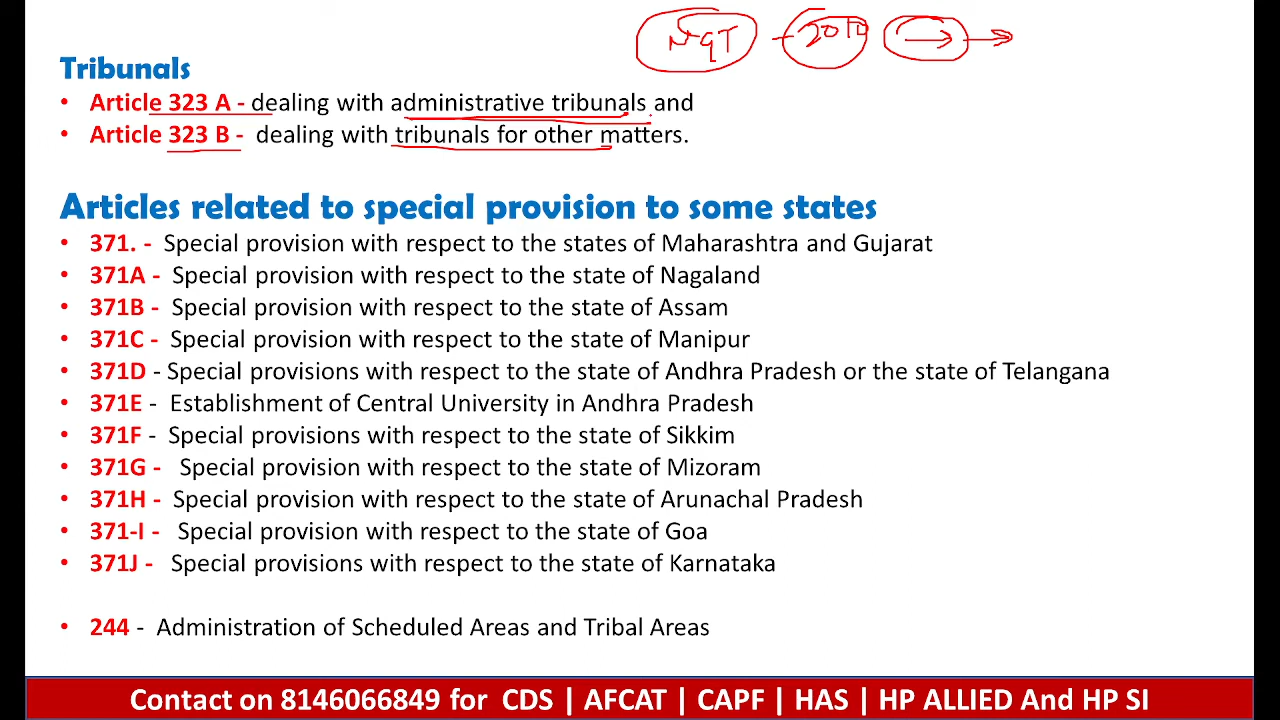 NGT - 2010
Tribunals
• Article 323 A - dealing with administrative tribunals and
• Article 323 B - dealing with tribunals for other matters.
Articles related to special provision to some states
• 371. - Special provision with respect to the states of Maharashtra and Gujarat
• 371A - Special provision with respect to the state of Nagaland
• 371B - Special provision with respect to the state of Assam
• 371C - Special provision with respect to the state of Manipur
• 371D - Special provisions with respect to the state of Andhra Pradesh or the state of Telangana
• 371E - Establishment of Central University in Andhra Pradesh
• 371F - Special provisions with respect to the state of Sikkim
• 371G - Special provision with respect to the state of Mizoram
• 371H - Special provision with respect to the state of Arunachal Pradesh
• 371-I - Special provision with respect to the state of Goa
• 371J - Special provisions with respect to the state of Karnataka
• 244 - Administration of Scheduled Areas and Tribal Areas
Contact on 8146066849 for CDS | AFCAT | CAPF | HAS | HP ALLIED And HP SI